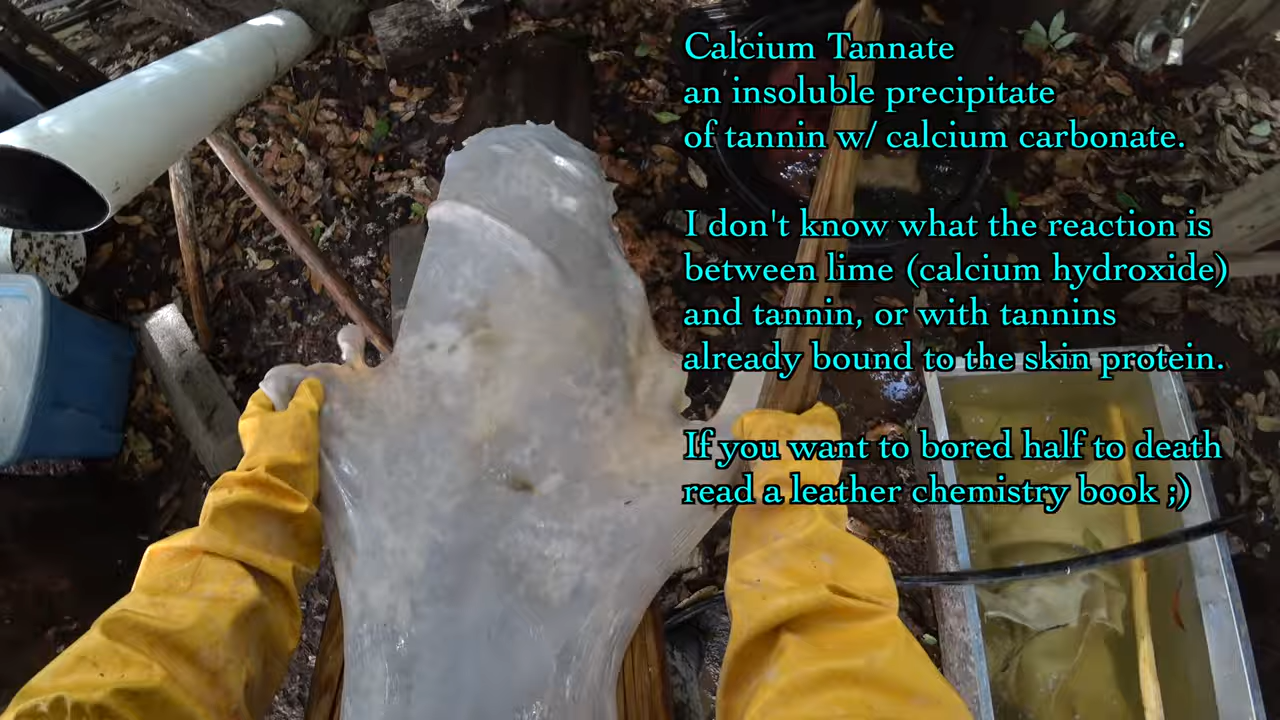 Calcium Tannate
an insoluble precipitate
of tannin w/ calcium carbonate.
I don't know what the reaction is
between lime (calcium hydroxide)
and tannin, or with tannins
already bound to the skin protein.
If you want to bored half to death
read a leather chemistry book ;)